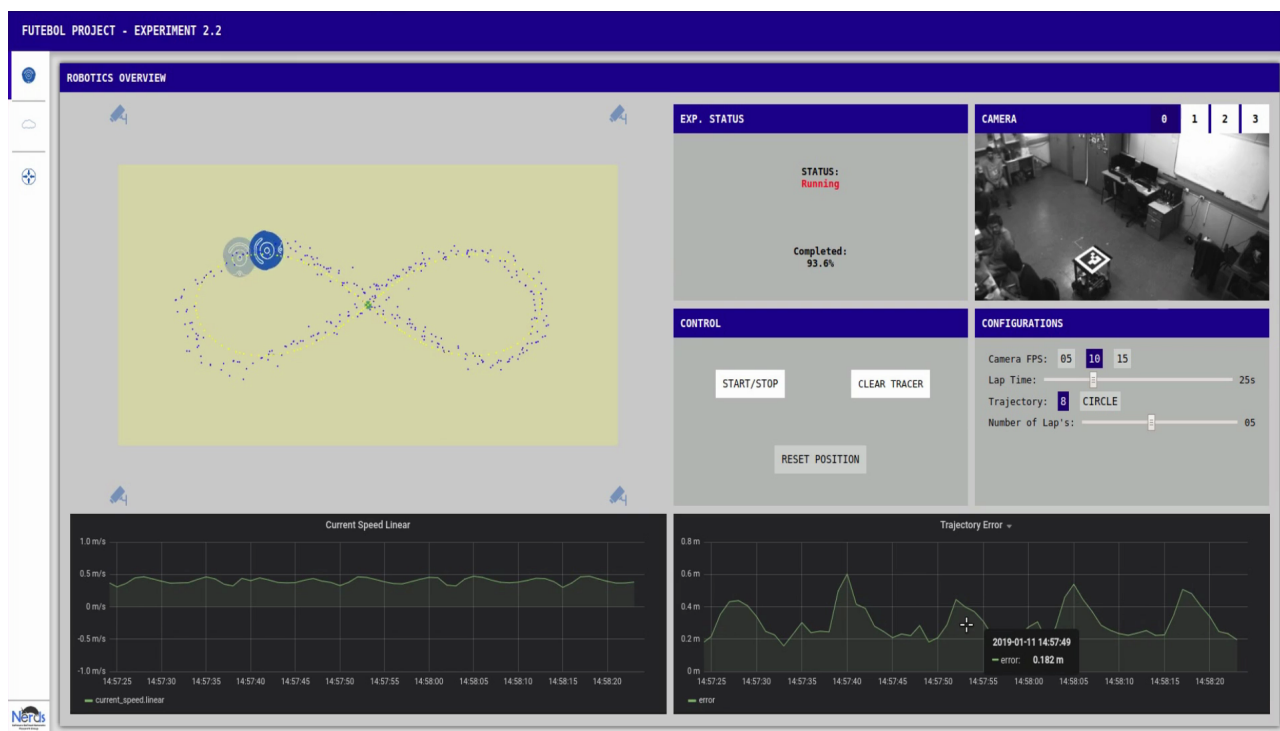 FUTEBOL PROJECT - EXPERIMENT 2.2
ROBOTICS OVERVIEW
EXP. STATUS
STATUS:
Running
Completed:
93.6%
CAMERA 0 1 2 3
CONTROL
START/STOP CLEAR TRACER
RESET POSITION
CONFIGURATIONS
Camera FPS: 05 10 15
Lap Time: 25s
Trajectory: 8 CIRCLE
Number of Lap's: 05
Current Speed Linear
1.0 m/s
0.5 m/s
0 m/s
-0.5 m/s
-1.0 m/s
14:57:25 14:57:30 14:57:35 14:57:40 14:57:45 14:57:50 14:57:55 14:58:00 14:58:05 14:58:10 14:58:15 14:58:20
current_speed.linear
Trajectory Error
0.8 m
0.6 m
0.4 m
0.2 m
0 m
2019-01-11 14:57:49
error: 0.182 m
14:57:25 14:57:30 14:57:35 14:57:40 14:57:45 14:57:50 14:57:55 14:58:00 14:58:05 14:58:10 14:58:15 14:58:20
error
Nerds